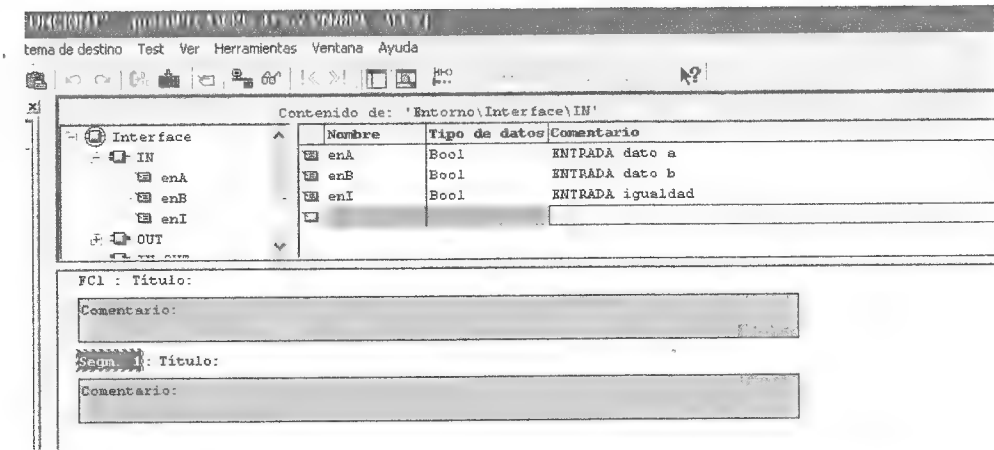 tema de destino Test Ver Herramientas Ventana Ayuda
Contenido de: 'Entorno\Interface\IN'
Interface
IN
enA
enB
enI
OUT
Nombre Tipo de datos Comentario
enA Bool ENTRADA dato a
enB Bool ENTRADA dato b
enI Bool ENTRADA igualdad
FC1 : Título:
Comentario:
Segm. 1: Título:
Comentario: